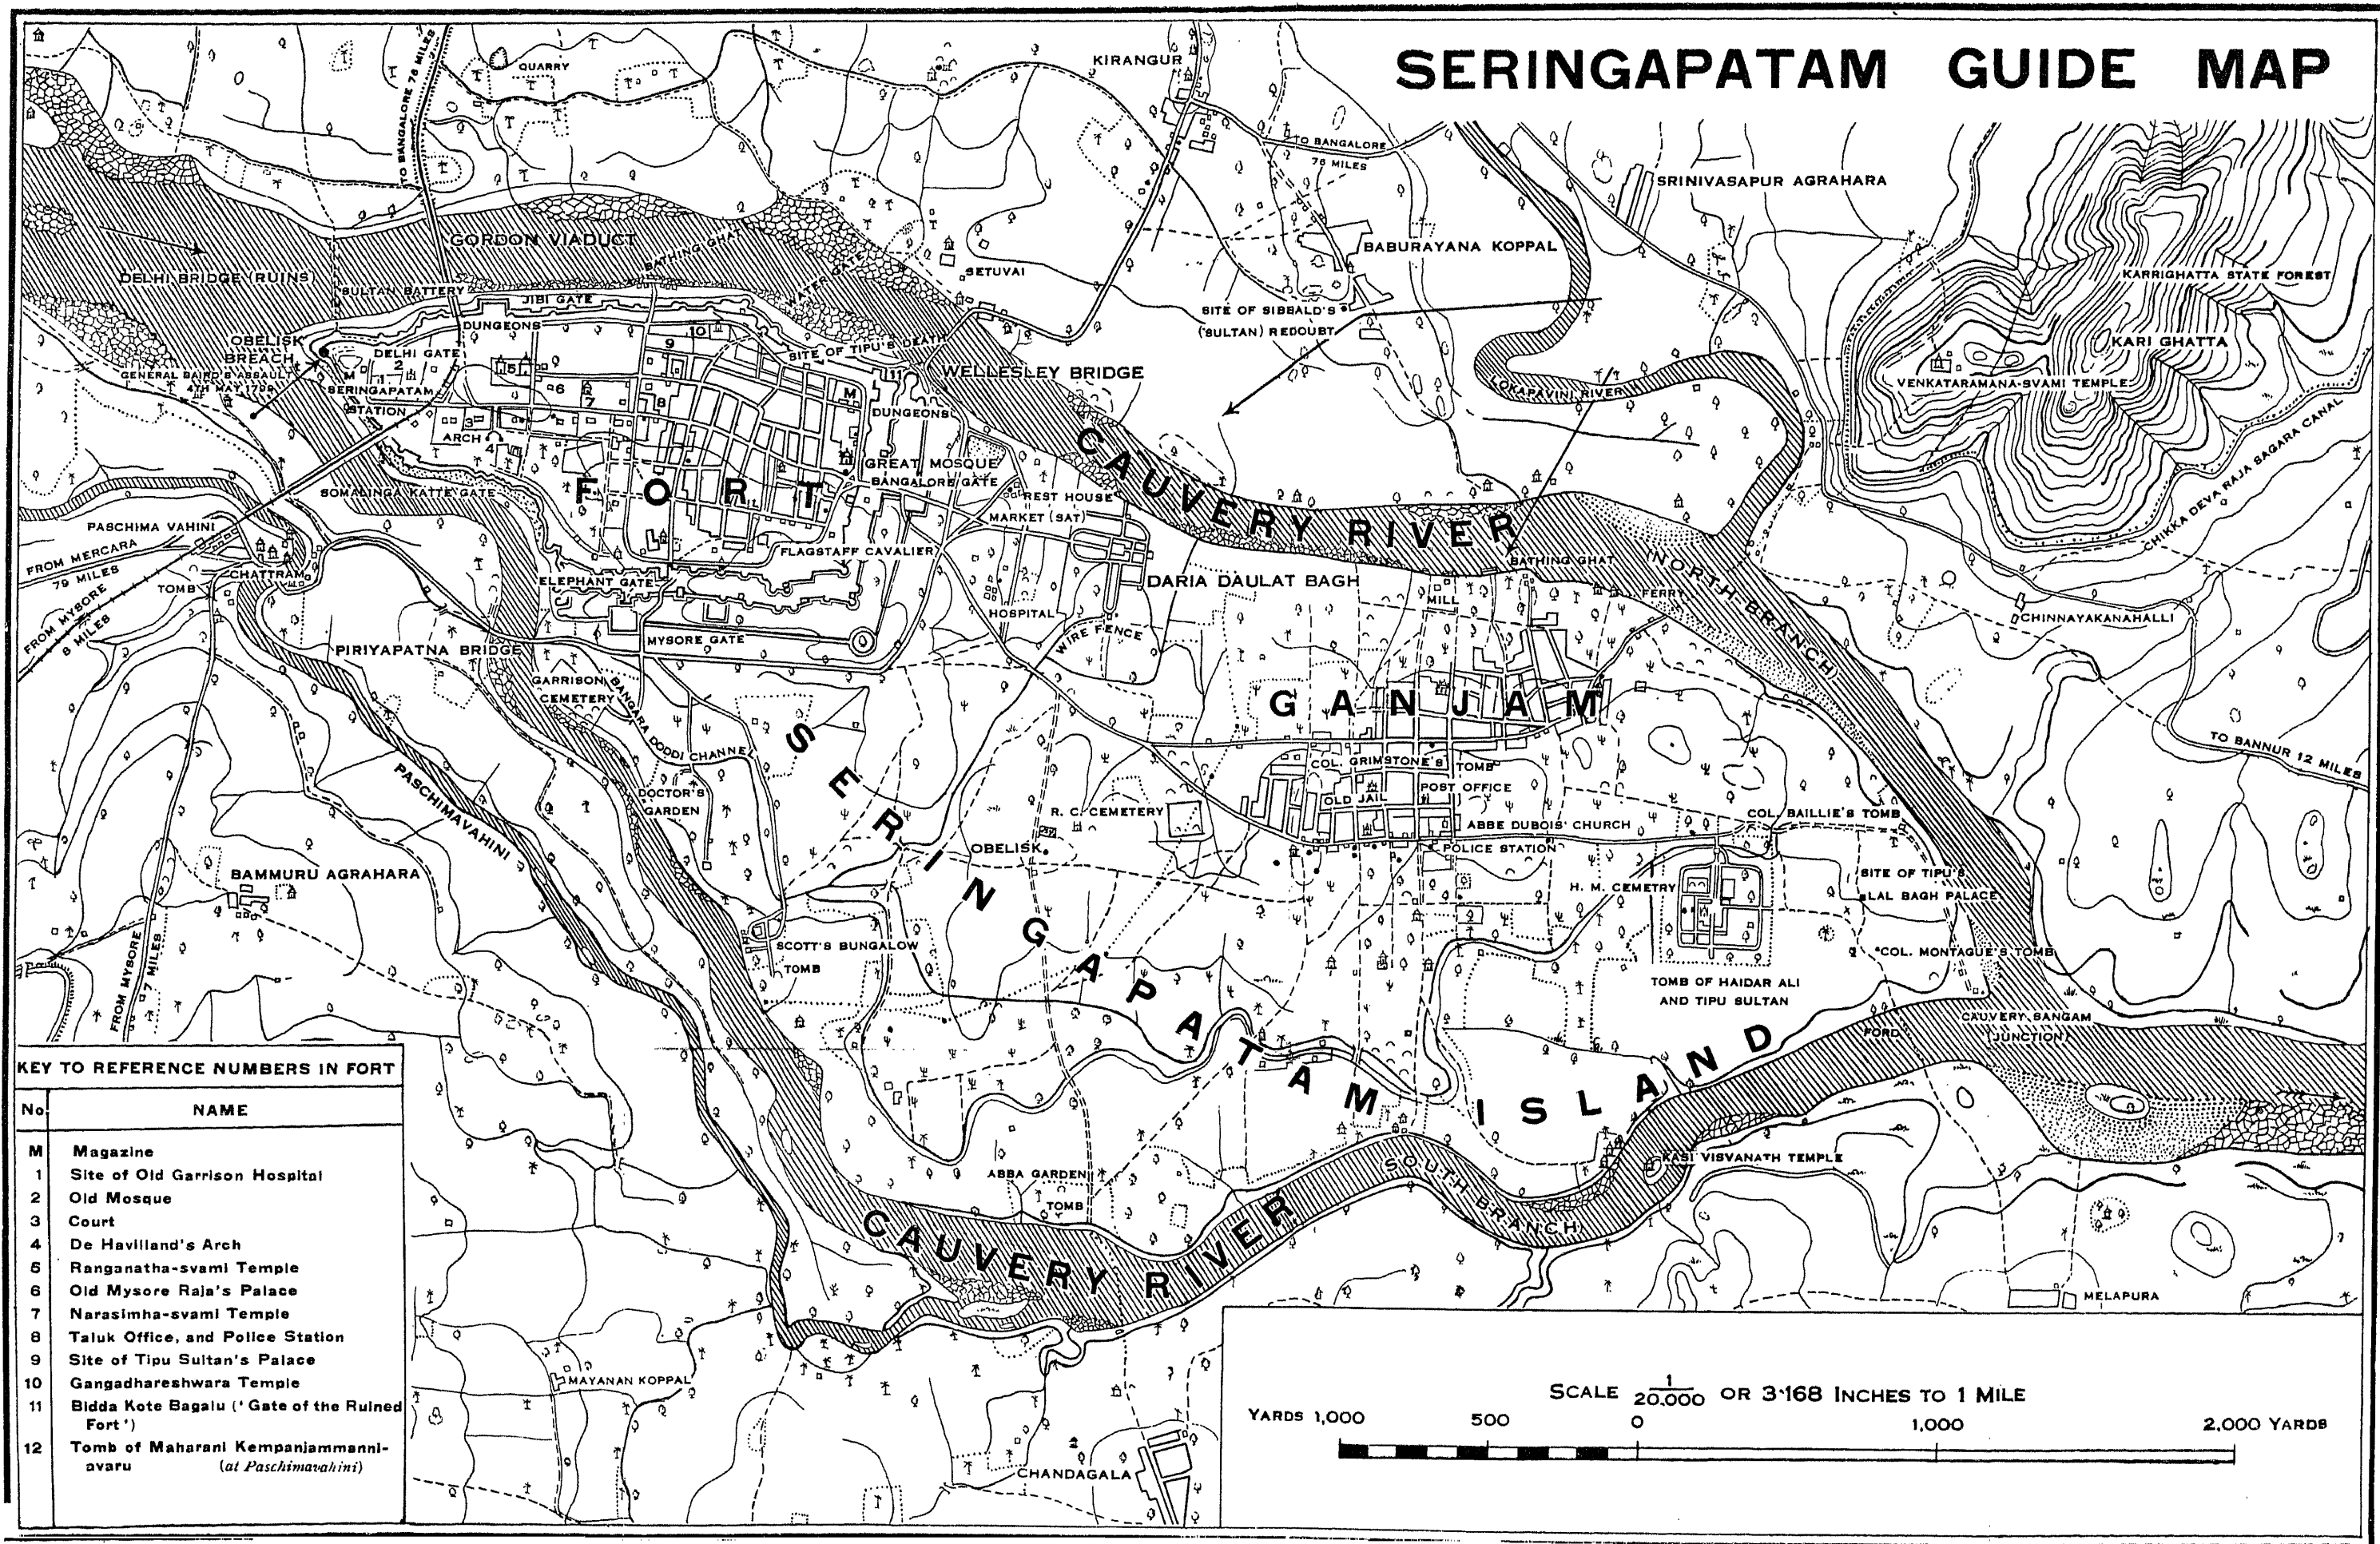 SERINGAPATAM GUIDE MAP
TO BANGALORE 76 MILES
QUARRY
KIRANGUR
TO BANGALORE
76 MILES
SRINIVASAPUR AGRAHARA
BABURAYANA KOPPAL
GORDON VIADUCT
BATHING GHAT
DELHI BRIDGE (RUINS)
SULTAN BATTERY
JIBI GATE
WATER GATE
SETUVAI
SITE OF SIBBALD'S
(SULTAN) REDOUBT
KARRIGHATTA STATE FOREST
KARI GHATTA
VENKATARAMANA-SVAMI TEMPLE
CHIKKA DEVA RAJA SAGARA CANAL
LOKAPAVINI RIVER
OBELISK
BREACH
GENERAL BAIRD'S ASSAULT
4TH MAY 1799
DUNGEONS
DELHI GATE
M
1
2
SERINGAPATAM
STATION
3
ARCH
4
5
6
7
8
9
10
SITE OF TIPU'S DEATH
11
M
DUNGEONS
WELLESLEY BRIDGE
GREAT MOSQUE
BANGALORE GATE
REST HOUSE
MARKET (SAT)
FORT
SOMALINGA KATTE GATE
FLAGSTAFF CAVALIER
ELEPHANT GATE
MYSORE GATE
HOSPITAL
WIRE FENCE
DARIA DAULAT BAGH
CAUVERY RIVER
(NORTH BRANCH)
BATHING GHAT
FERRY
MILL
CHINNAYAKANAHALLI
TO BANNUR 12 MILES
PASCHIMA VAHINI
FROM MERCARA
79 MILES
CHATTRAM
TOMB
FROM MYSORE
8 MILES
PIRIYAPATNA BRIDGE
GARRISON
CEMETERY
BANGARA DODDI CHANNEL
DOCTOR'S
GARDEN
PASCHIMAVAHINI
GANJAM
COL. GRIMSTONE'S TOMB
OLD JAIL
POST OFFICE
R. C. CEMETERY
ABBE DUBOIS' CHURCH
POLICE STATION
OBELISK
COL. BAILLIE'S TOMB
SITE OF TIPU'S
LAL BAGH PALACE
H. M. CEMETRY
COL. MONTAGUE'S TOMB
TOMB OF HAIDAR ALI
AND TIPU SULTAN
BAMMURU AGRAHARA
FROM MYSORE
7 MILES
SCOTT'S BUNGALOW
TOMB
SERINGAPATAM ISLAND
FORD
CAUVERY SANGAM
(JUNCTION)
KASI VISVANATH TEMPLE
ABBA GARDEN
TOMB
SOUTH BRANCH
CAUVERY RIVER
MELAPURA
MAYANAN KOPPAL
CHANDAGALA
KEY TO REFERENCE NUMBERS IN FORT
No. NAME
M Magazine
1 Site of Old Garrison Hospital
2 Old Mosque
3 Court
4 De Havilland's Arch
5 Ranganatha-svami Temple
6 Old Mysore Raja's Palace
7 Narasimha-svami Temple
8 Taluk Office, and Police Station
9 Site of Tipu Sultan's Palace
10 Gangadhareshwara Temple
11 Bidda Kote Bagalu ('Gate of the Ruined
Fort')
12 Tomb of Maharani Kempanjammanni-
avaru (at Paschimavahini)
SCALE 1/20.000 OR 3·168 INCHES TO 1 MILE
YARDS 1,000 500 0 1,000 2,000 YARDS